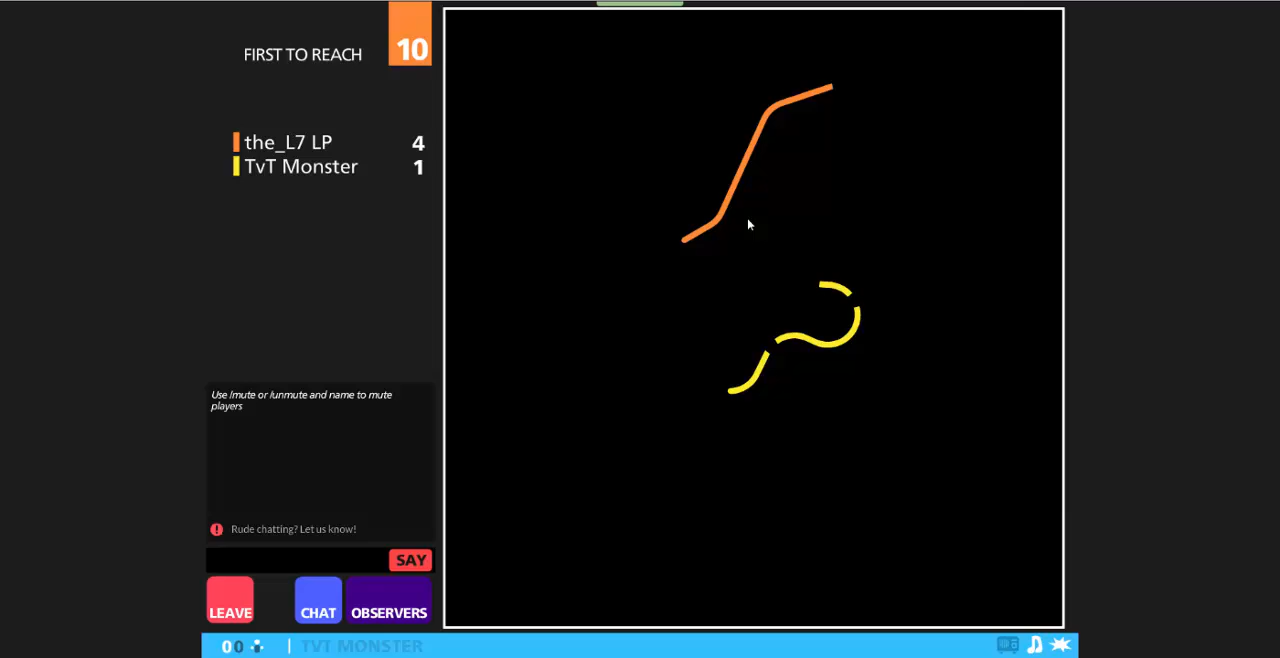 FIRST TO REACH 10
the_L7 LP 4
TvT Monster 1
Use /mute or /unmute and name to mute
players
Rude chatting? Let us know!
SAY
LEAVE CHAT OBSERVERS
00 TVT MONSTER